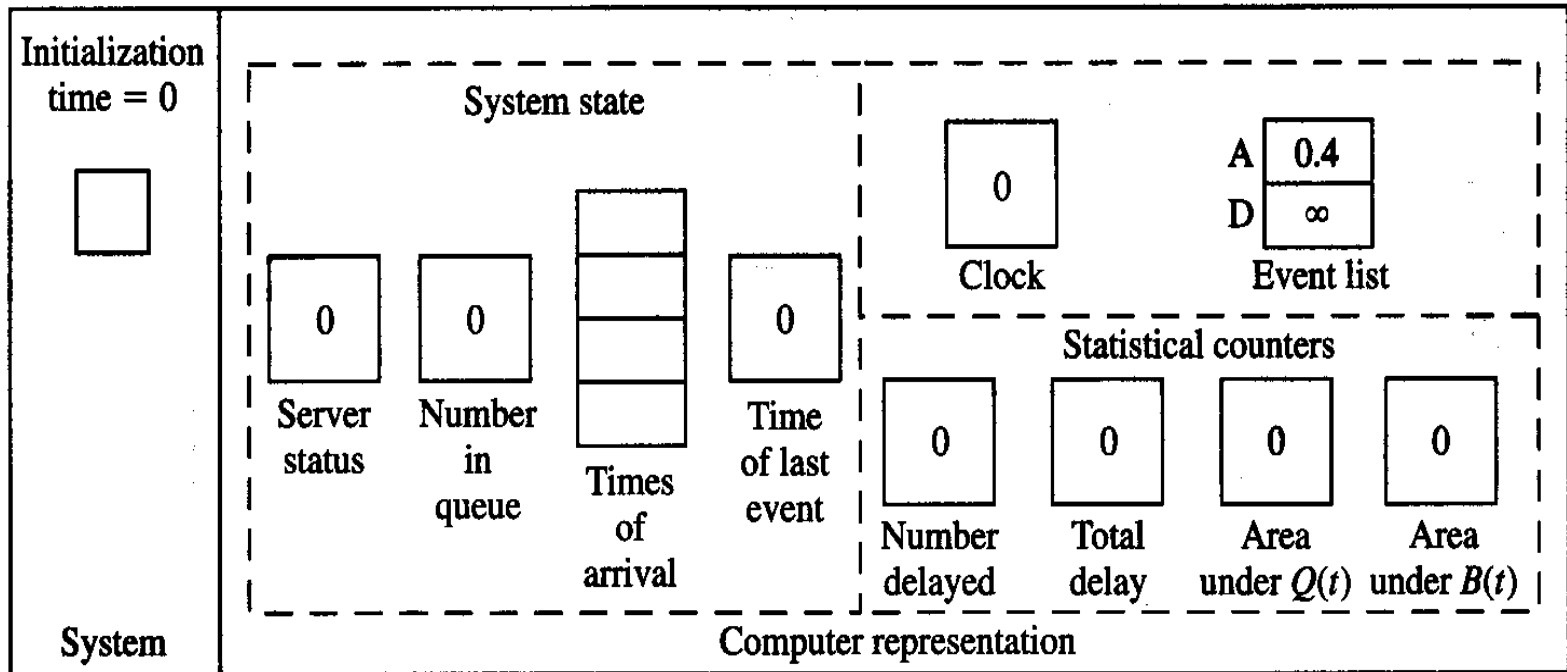 Initialization
time = 0
System
System state
0
Server
status
0
Number
in
queue
Times
of
arrival
0
Time
of last
event
0
Clock
A 0.4
D ∞
Event list
Statistical counters
0
Number
delayed
0
Total
delay
0
Area
under Q(t)
0
Area
under B(t)
Computer representation